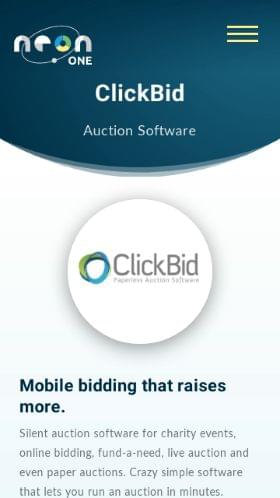 neon
ONE
ClickBid
Auction Software
ClickBid
Paperless Auction Software
Mobile bidding that raises
more.
Silent auction software for charity events,
online bidding, fund-a-need, live auction and
even paper auctions. Crazy simple software
that lets you run an auction in minutes.